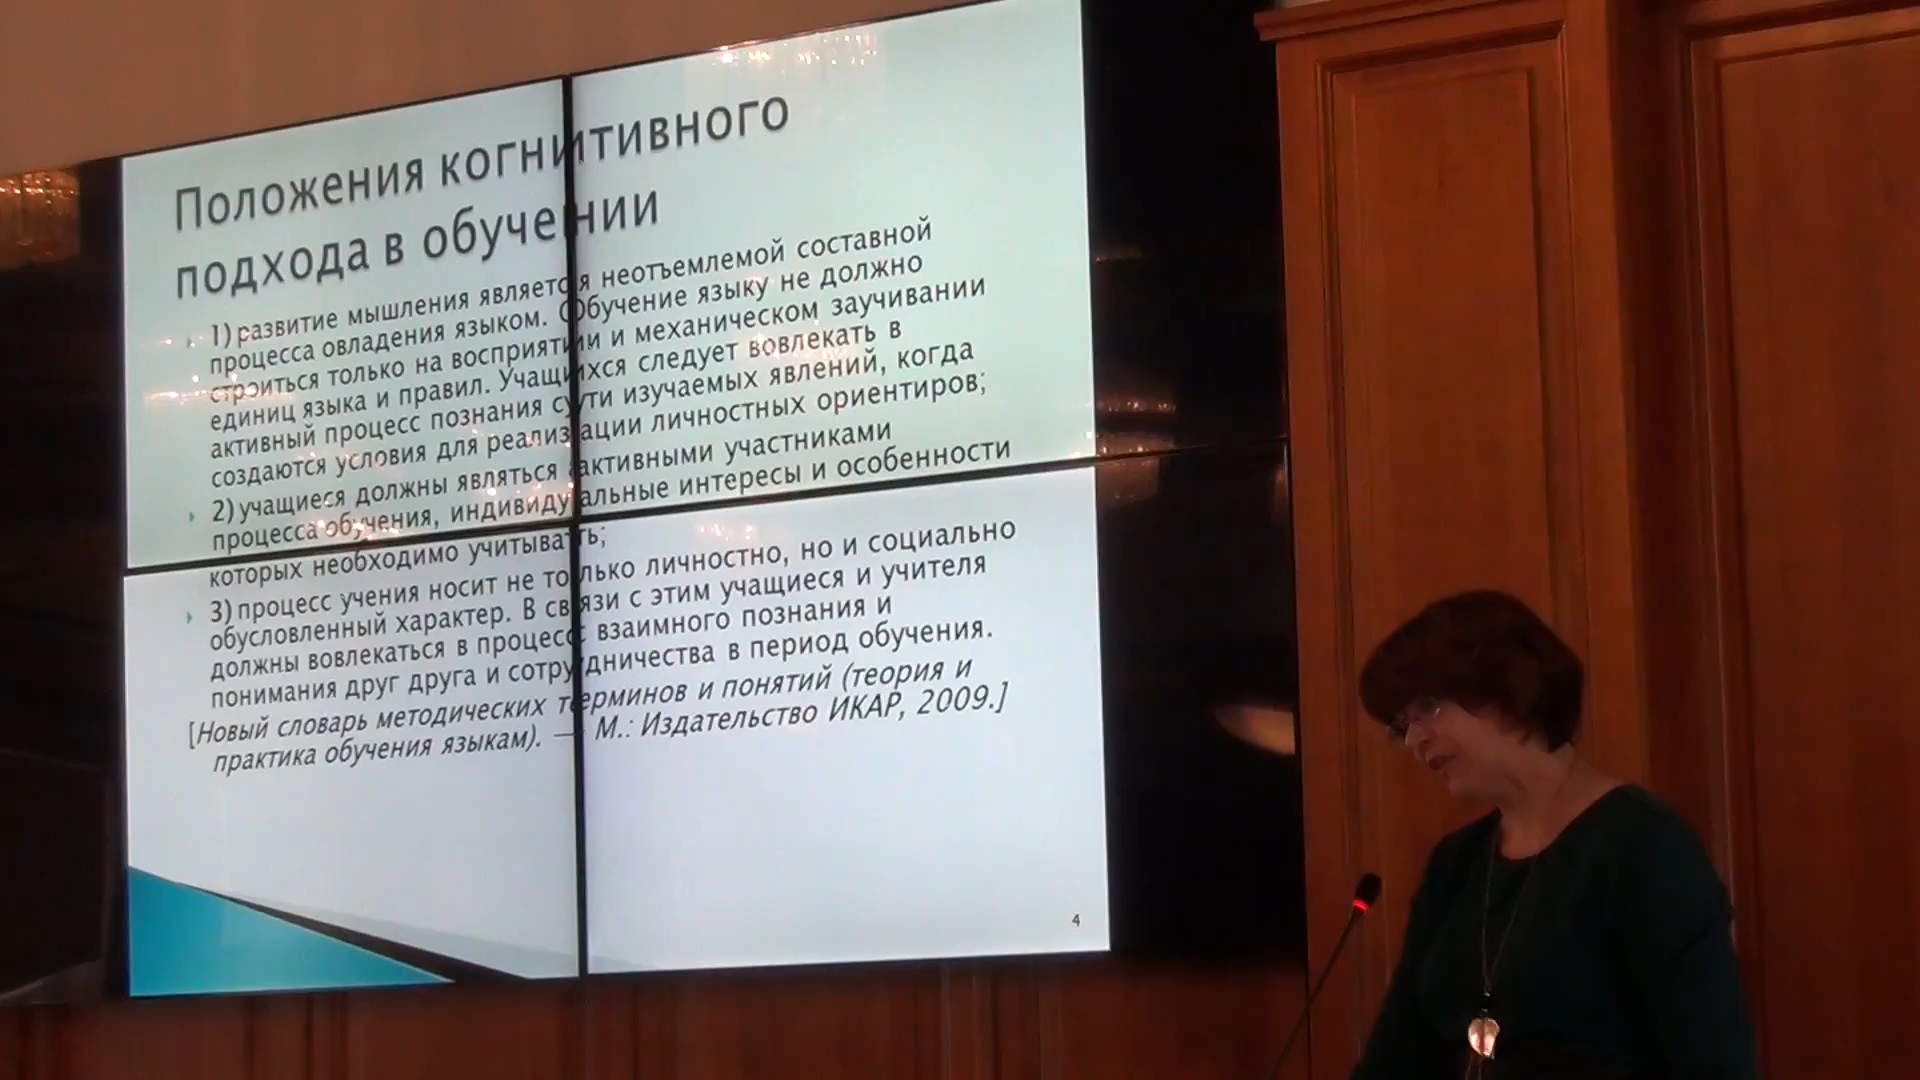 Положения когнитивного
подхода в обучении
1) развитие мышления является неотъемлемой составной
процесса овладения языком. Обучение языку не должно
строиться только на восприятии и механическом заучивании
единиц языка и правил. Учащихся следует вовлекать в
активный процесс познания сути изучаемых явлений, когда
создаются условия для реализации личностных ориентиров;
2) учащиеся должны являться активными участниками
процесса обучения, индивидуальные интересы и особенности
которых необходимо учитывать;
3) процесс учения носит не только личностно, но и социально
обусловленный характер. В связи с этим учащиеся и учителя
должны вовлекаться в процесс взаимного познания и
понимания друг друга и сотрудничества в период обучения.
[Новый словарь методических терминов и понятий (теория и
практика обучения языкам). — М.: Издательство ИКАР, 2009.]
4